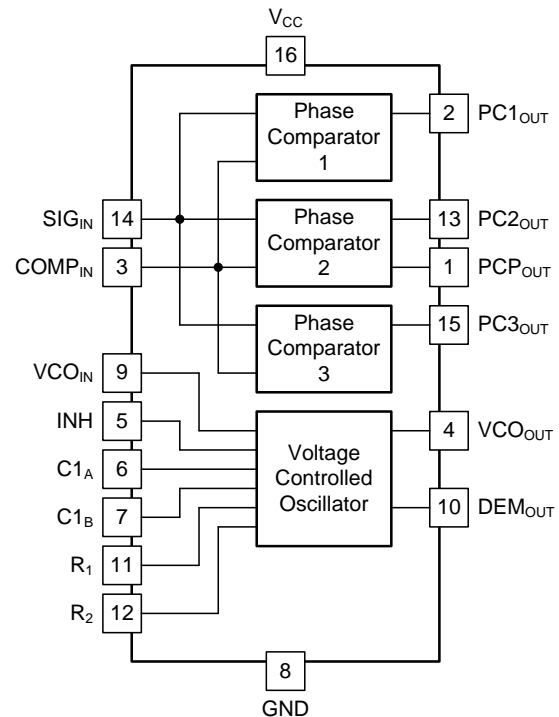 VCC
16
Phase
Comparator
1
2 PC1OUT
SIGIN 14
Phase
Comparator
2
13 PC2OUT
COMPIN 3
1 PCPOUT
Phase
Comparator
3
15 PC3OUT
VCOIN 9
INH 5
C1A 6
C1B 7
R1 11
R2 12
Voltage
Controlled
Oscillator
4 VCOOUT
10 DEMOUT
8
GND